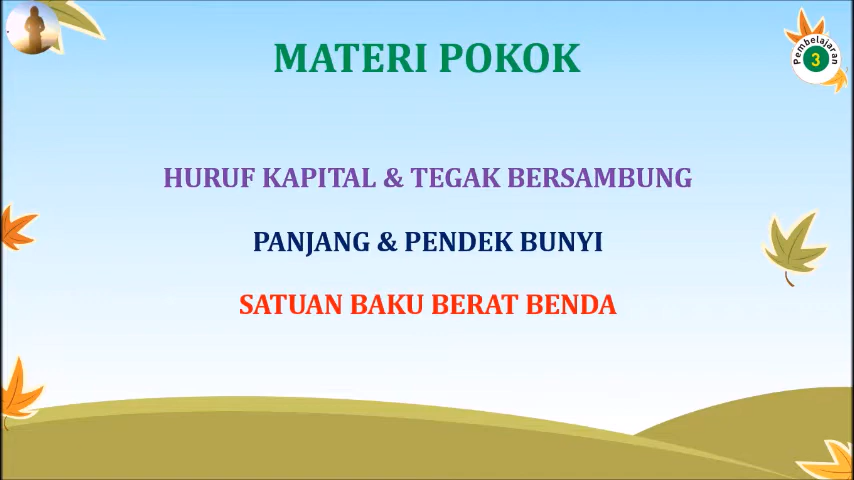 MATERI POKOK
Pembelajaran
3
HURUF KAPITAL & TEGAK BERSAMBUNG
PANJANG & PENDEK BUNYI
SATUAN BAKU BERAT BENDA